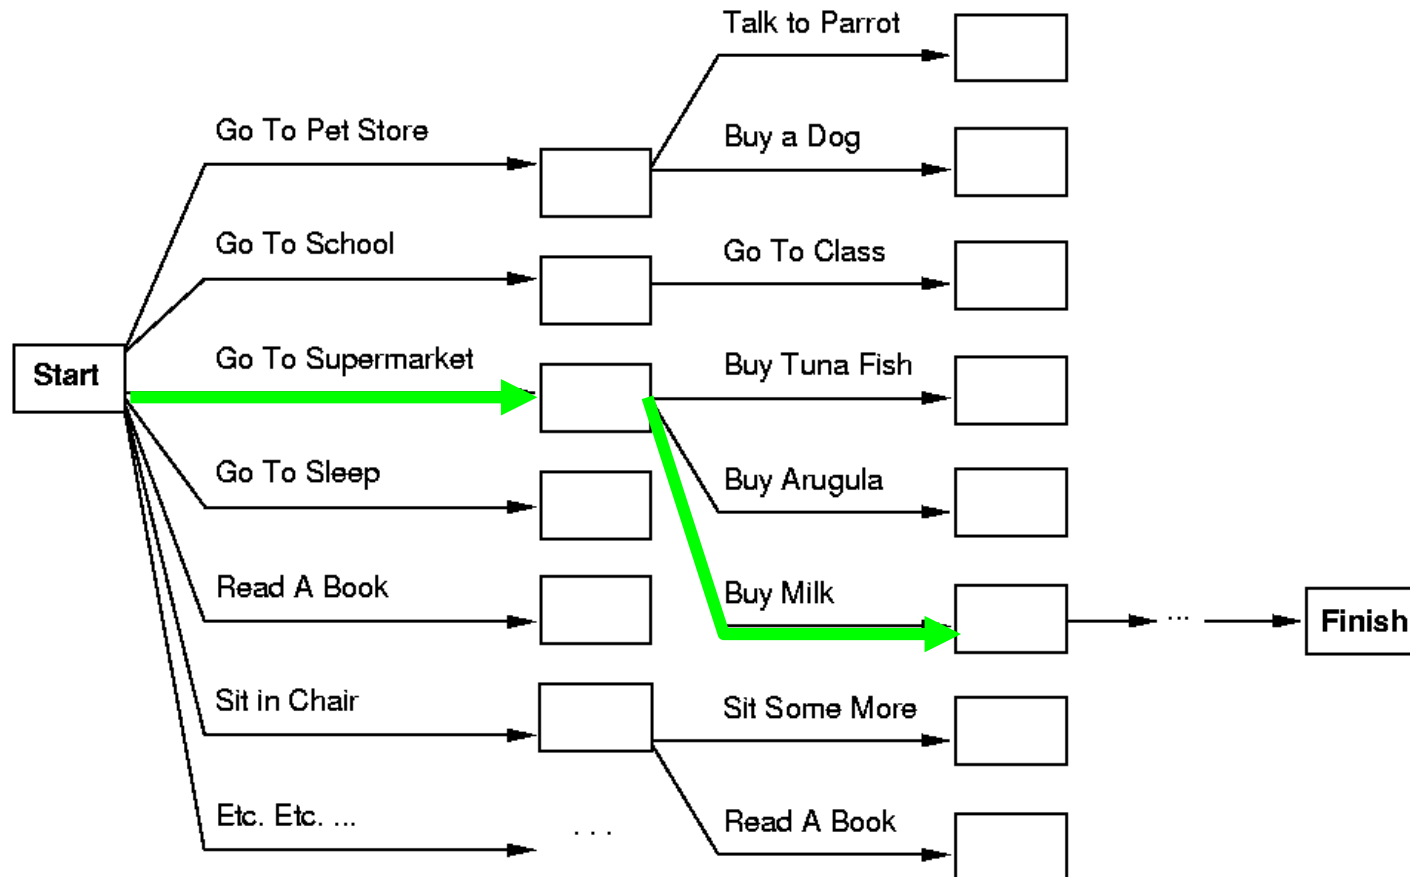 Talk to Parrot
Go To Pet Store
Buy a Dog
Go To School
Go To Class
Start
Go To Supermarket
Buy Tuna Fish
Go To Sleep
Buy Arugula
Read A Book
Buy Milk
...
Finish
Sit in Chair
Sit Some More
Etc. Etc. ...
. . .
Read A Book